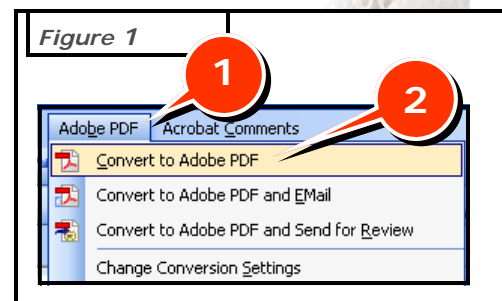 Figure 1
1
2
Adobe PDF Acrobat Comments
Convert to Adobe PDF
Convert to Adobe PDF and EMail
Convert to Adobe PDF and Send for Review
Change Conversion Settings